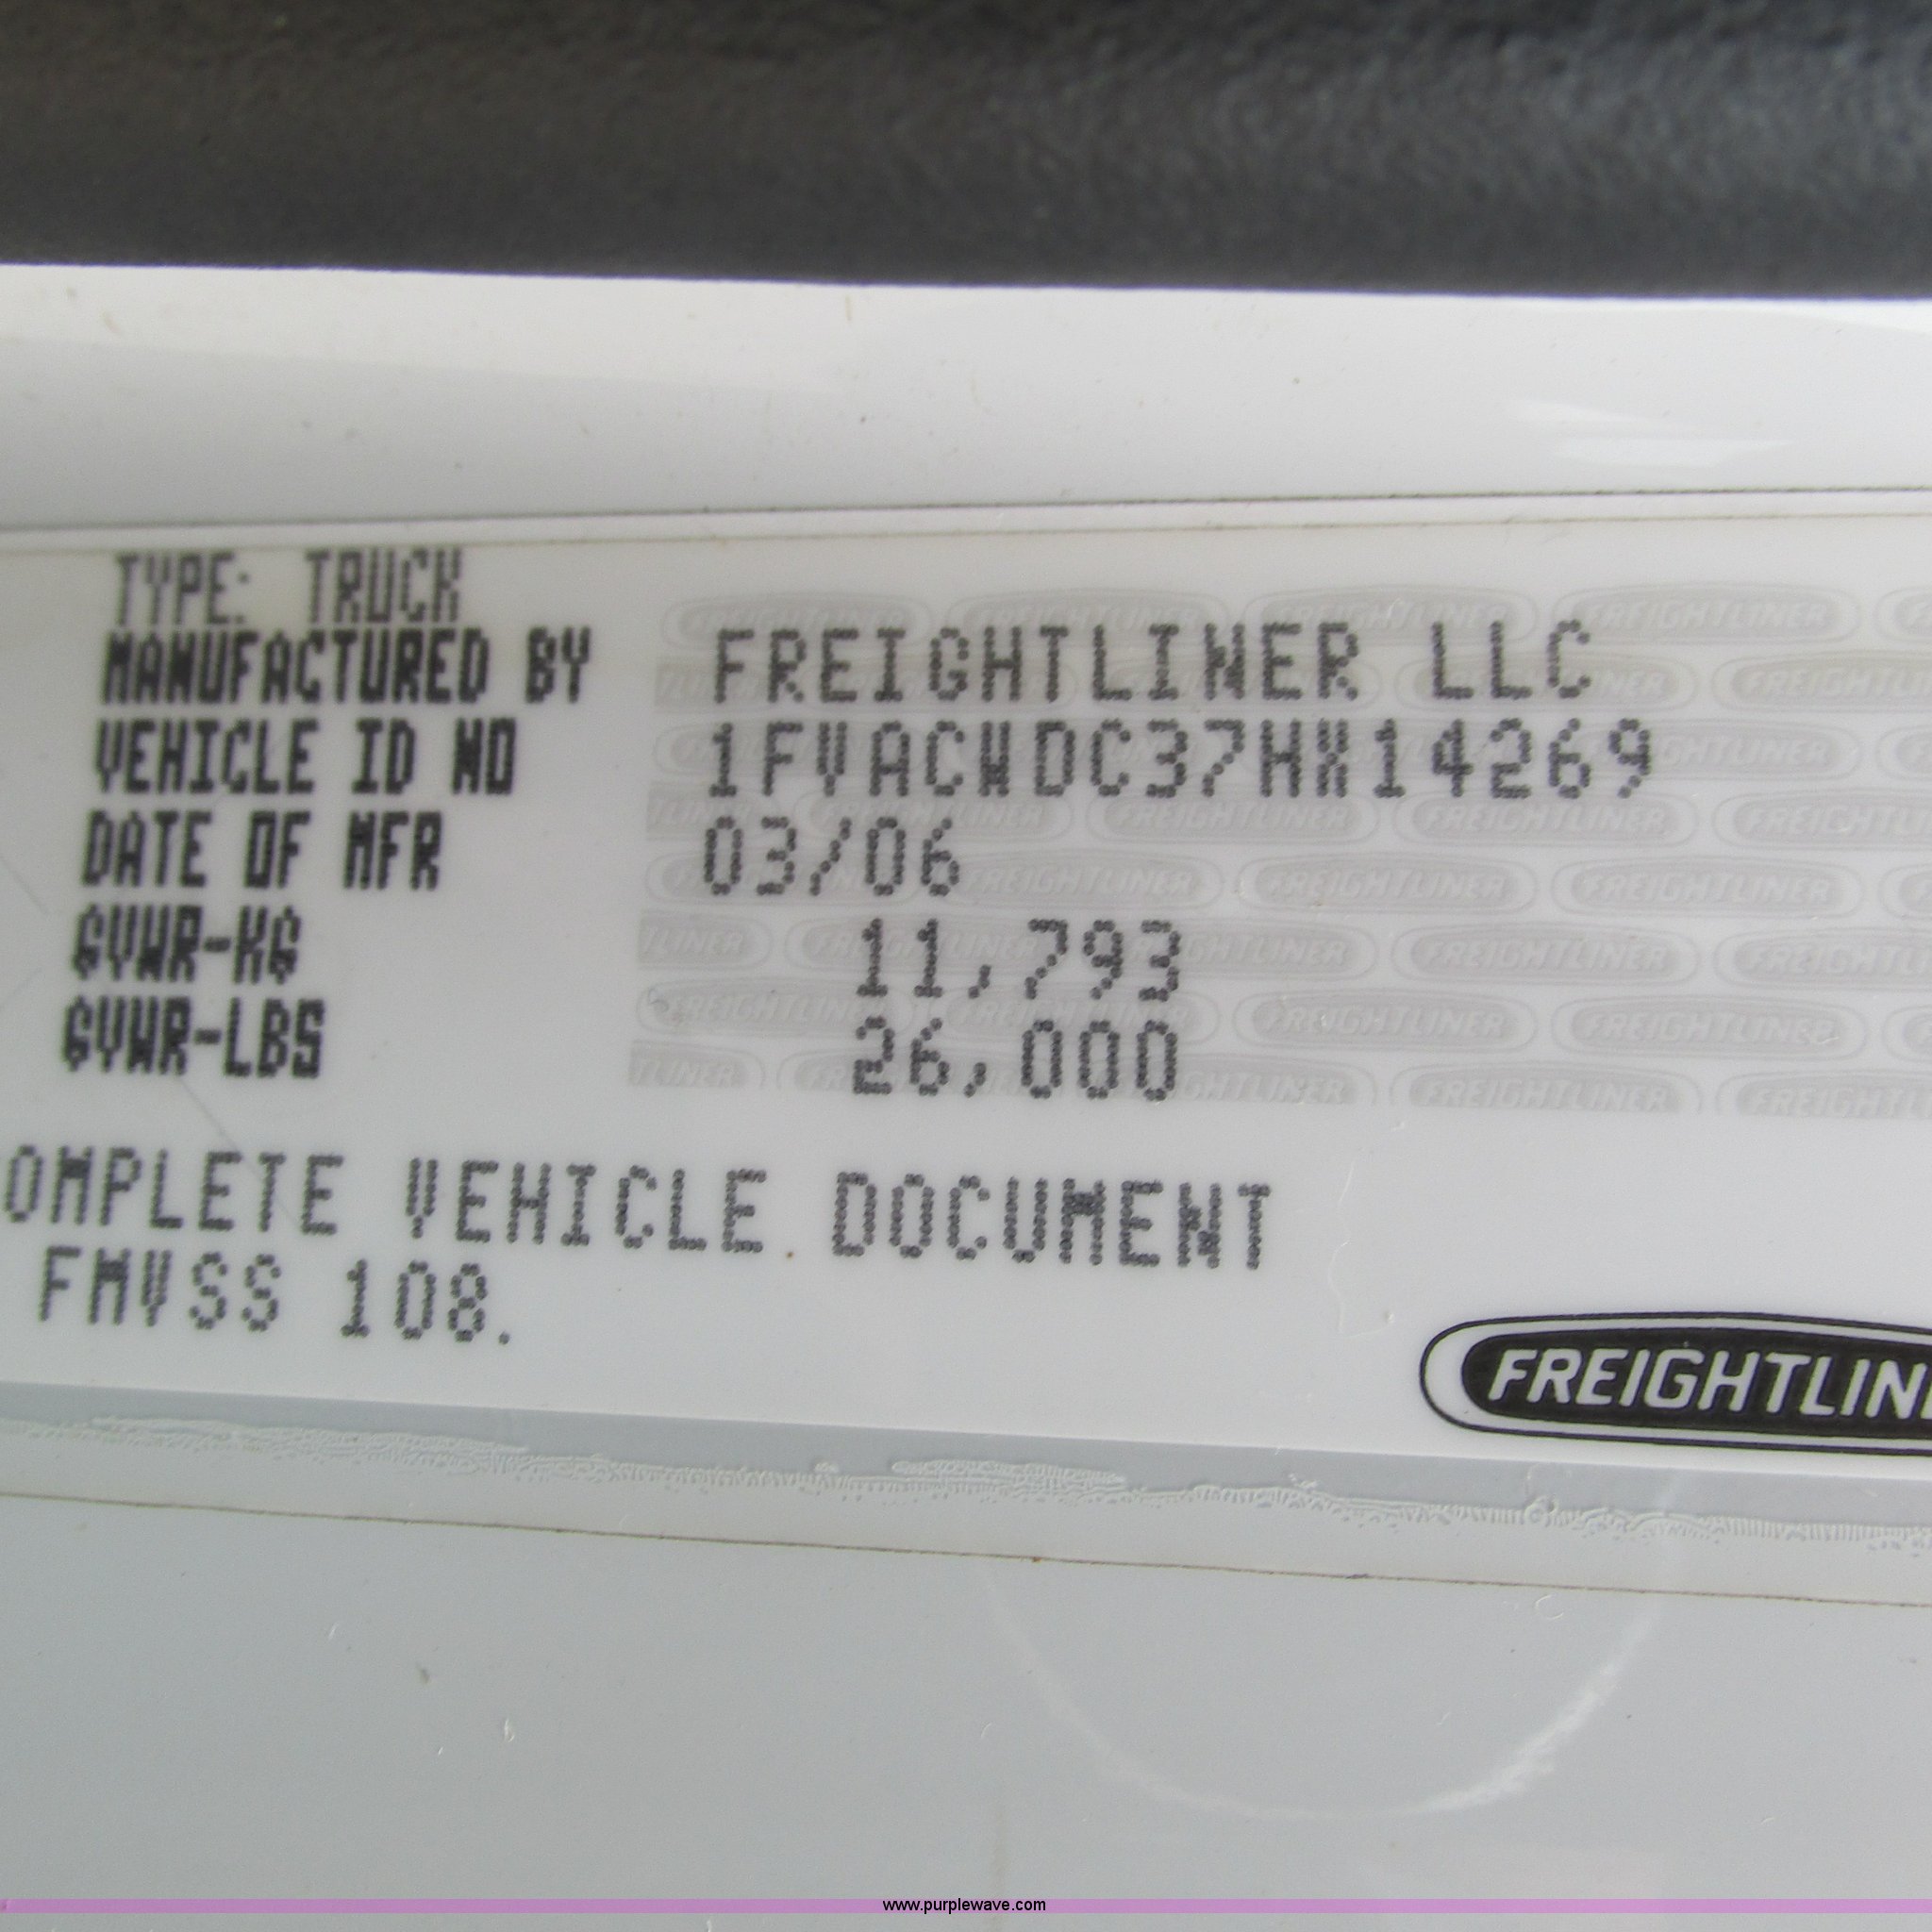 TYPE: TRUCK
MANUFACTURED BY FREIGHTLINER LLC
VEHICLE ID NO 1FVACWDC37HX14269
DATE OF MFR 03/06
GVWR-KG 11,793
GVWR-LBS 26,000
OMPLETE VEHICLE DOCUMENT
FMVSS 108.
FREIGHTLIN
www.purplewave.com